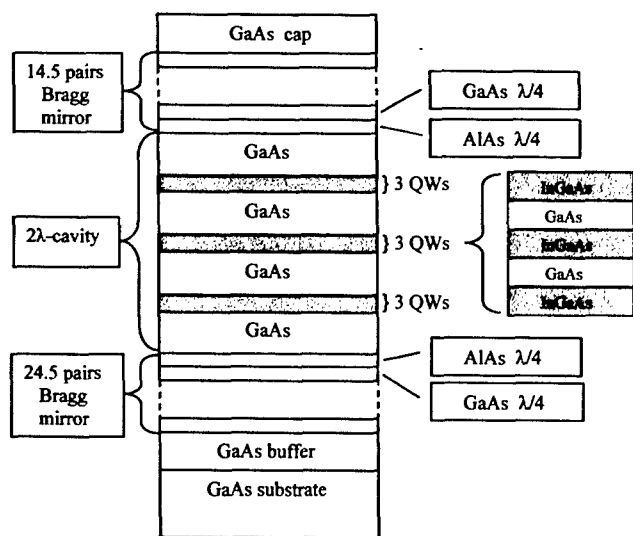 GaAs cap
14.5 pairs
Bragg
mirror
GaAs λ/4
AlAs λ/4
GaAs
} 3 QWs
GaAs
2λ-cavity
} 3 QWs
GaAs
} 3 QWs
GaAs
InGaAs
GaAs
InGaAs
GaAs
InGaAs
24.5 pairs
Bragg
mirror
AlAs λ/4
GaAs λ/4
GaAs buffer
GaAs substrate